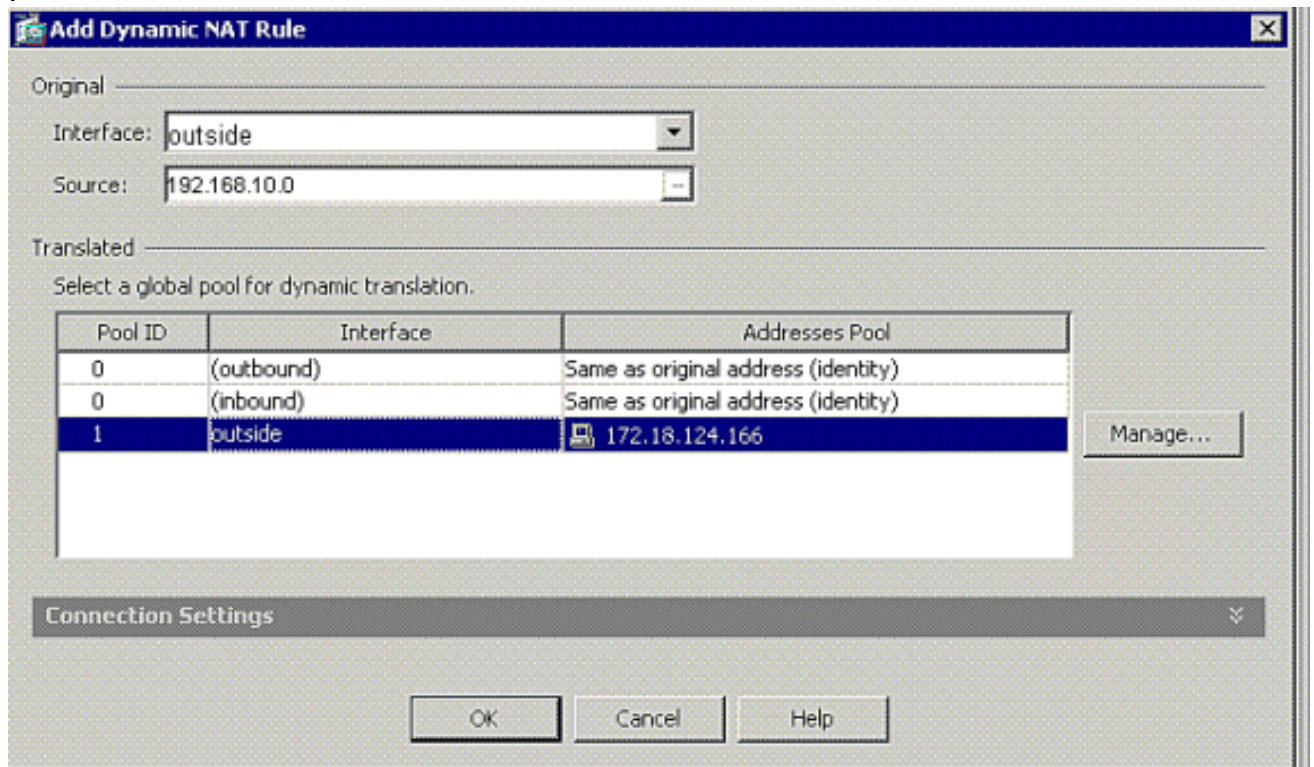 Add Dynamic NAT Rule
Original
Interface: outside
Source: 192.168.10.0 ...
Translated
Select a global pool for dynamic translation.
Pool ID Interface Addresses Pool
0 (outbound) Same as original address (identity)
0 (inbound) Same as original address (identity)
1 outside 172.18.124.166 Manage...
Connection Settings
OK Cancel Help